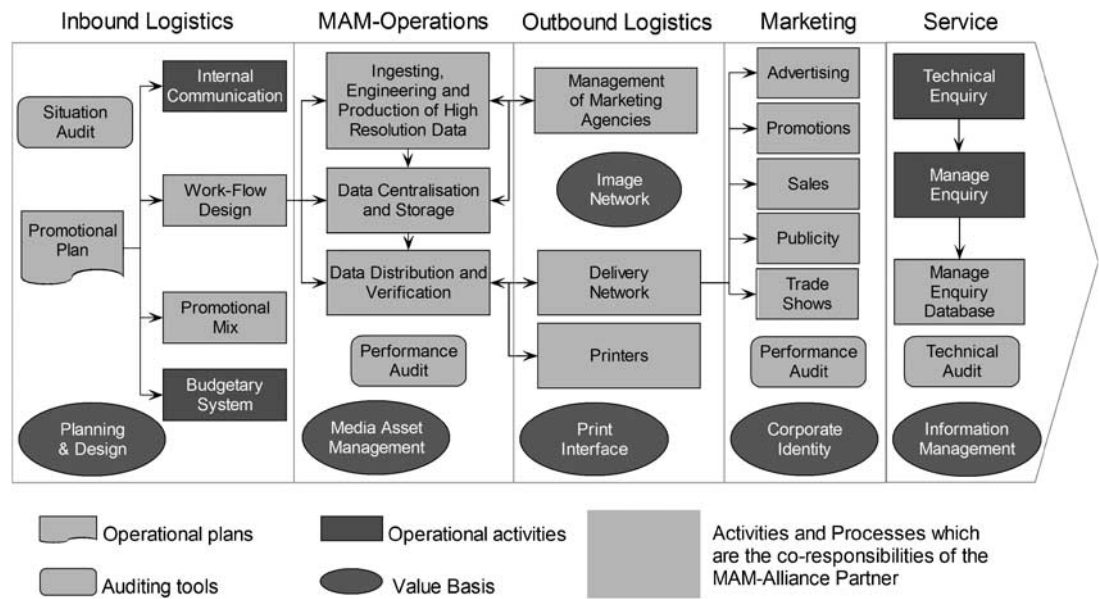 Inbound Logistics
MAM-Operations
Outbound Logistics
Marketing
Service
Situation
Audit
Promotional
Plan
Internal
Communication
Work-Flow
Design
Promotional
Mix
Budgetary
System
Planning
& Design
Ingesting,
Engineering and
Production of High
Resolution Data
Data Centralisation
and Storage
Data Distribution and
Verification
Performance
Audit
Media Asset
Management
Management
of Marketing
Agencies
Image
Network
Delivery
Network
Printers
Print
Interface
Advertising
Promotions
Sales
Publicity
Trade
Shows
Performance
Audit
Corporate
Identity
Technical
Enquiry
Manage
Enquiry
Manage
Enquiry
Database
Technical
Audit
Information
Management
Operational plans
Operational activities
Auditing tools
Value Basis
Activities and Processes which
are the co-responsibilities of the
MAM-Alliance Partner